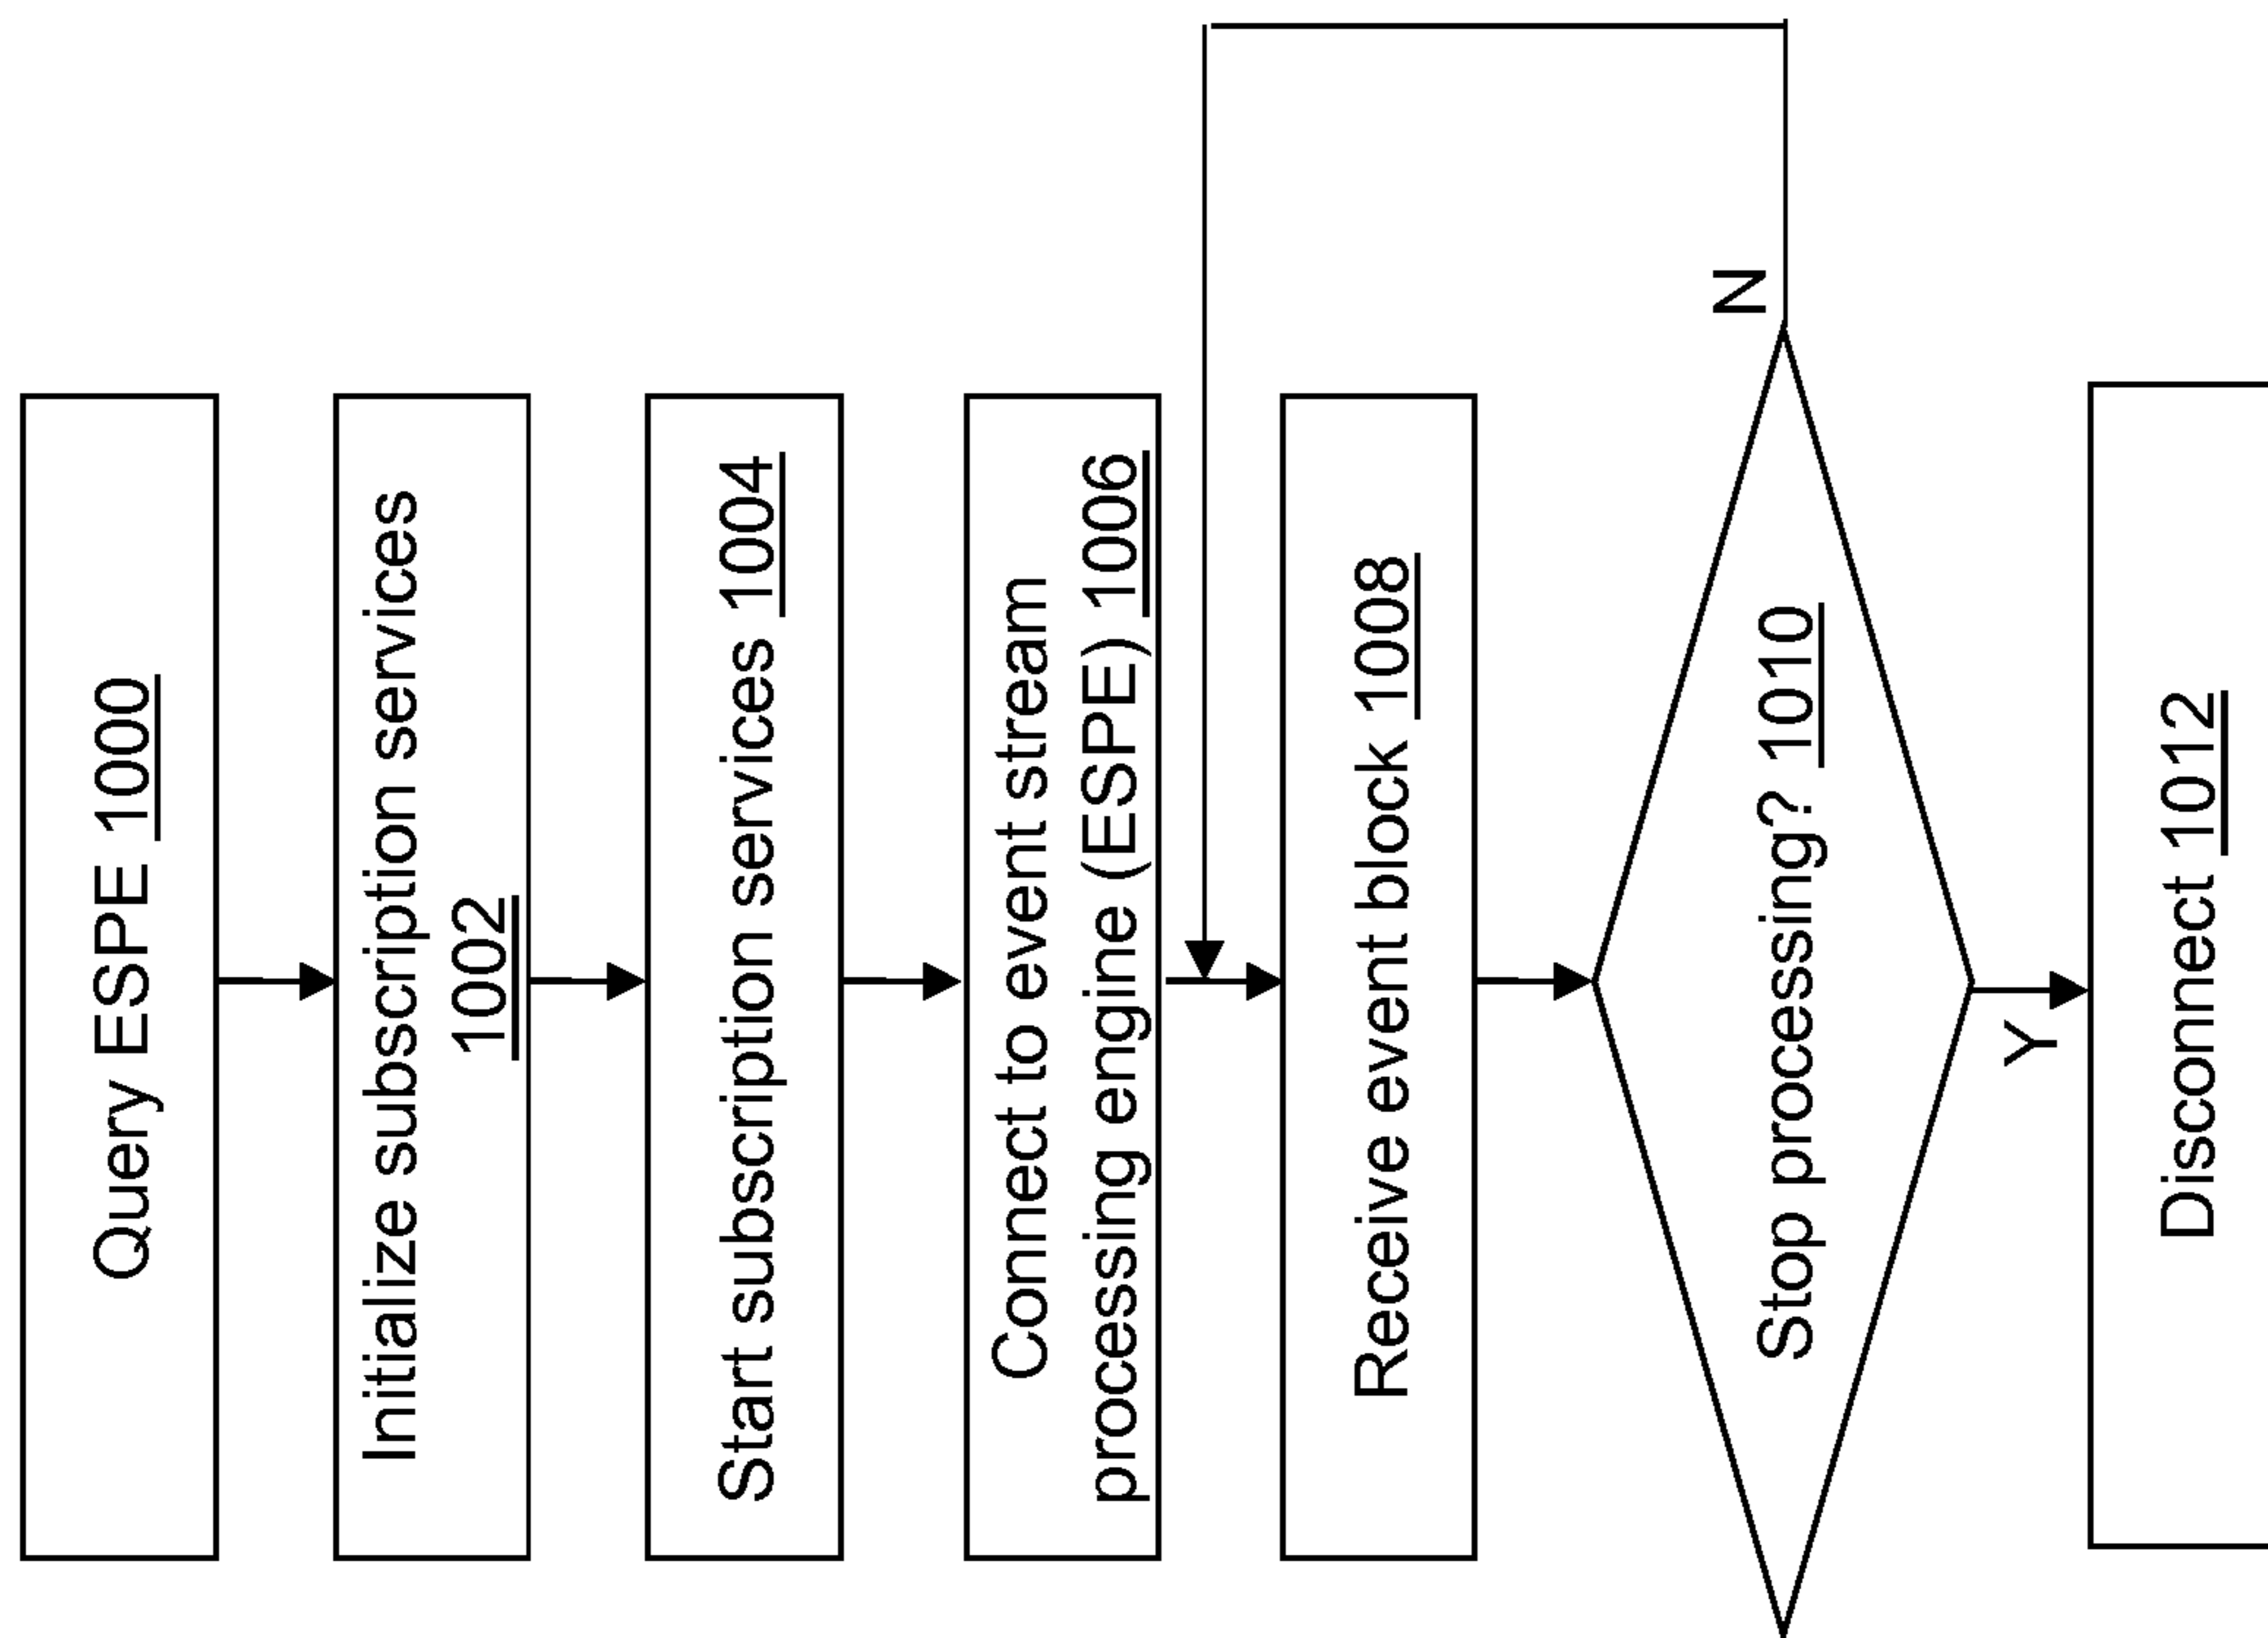 Query ESPE 1000
Initialize subscription services
1002
Start subscription services 1004
Connect to event stream
processing engine (ESPE) 1006
Receive event block 1008
N
Stop processing? 1010
Y
Disconnect 1012